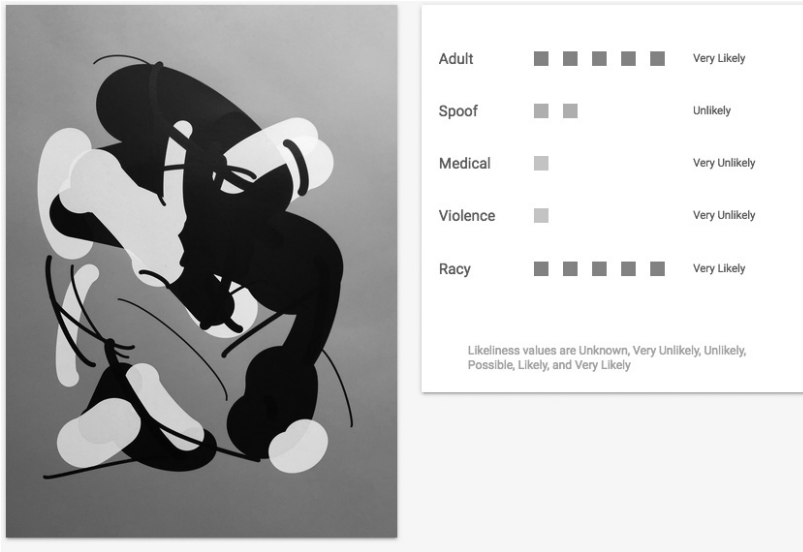 Adult Very Likely
Spoof Unlikely
Medical Very Unlikely
Violence Very Unlikely
Racy Very Likely
Likeliness values are Unknown, Very Unlikely, Unlikely,
Possible, Likely, and Very Likely